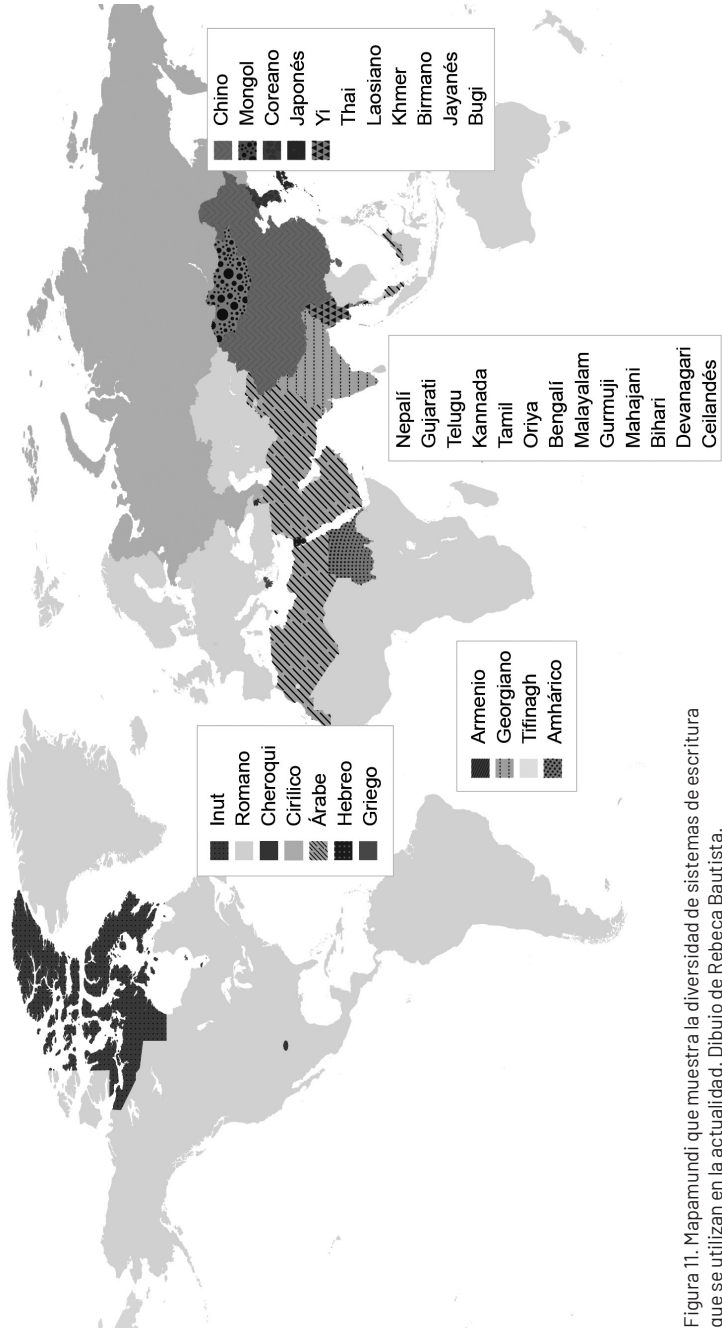 Inut
Romano
Cheroqui
Cirílico
Árabe
Hebreo
Griego
Armenio
Georgiano
Tifinagh
Amhárico
Nepalí
Gujarati
Telugu
Kannada
Tamil
Oriya
Bengalí
Malayalam
Gurmuji
Mahajani
Bihari
Devanagari
Ceilandés
Chino
Mongol
Coreano
Japonés
Yi
Thai
Laosiano
Khmer
Birmano
Jayanés
Bugi
Figura 11. Mapamundi que muestra la diversidad de sistemas de escritura
que se utilizan en la actualidad. Dibujo de Rebeca Bautista.